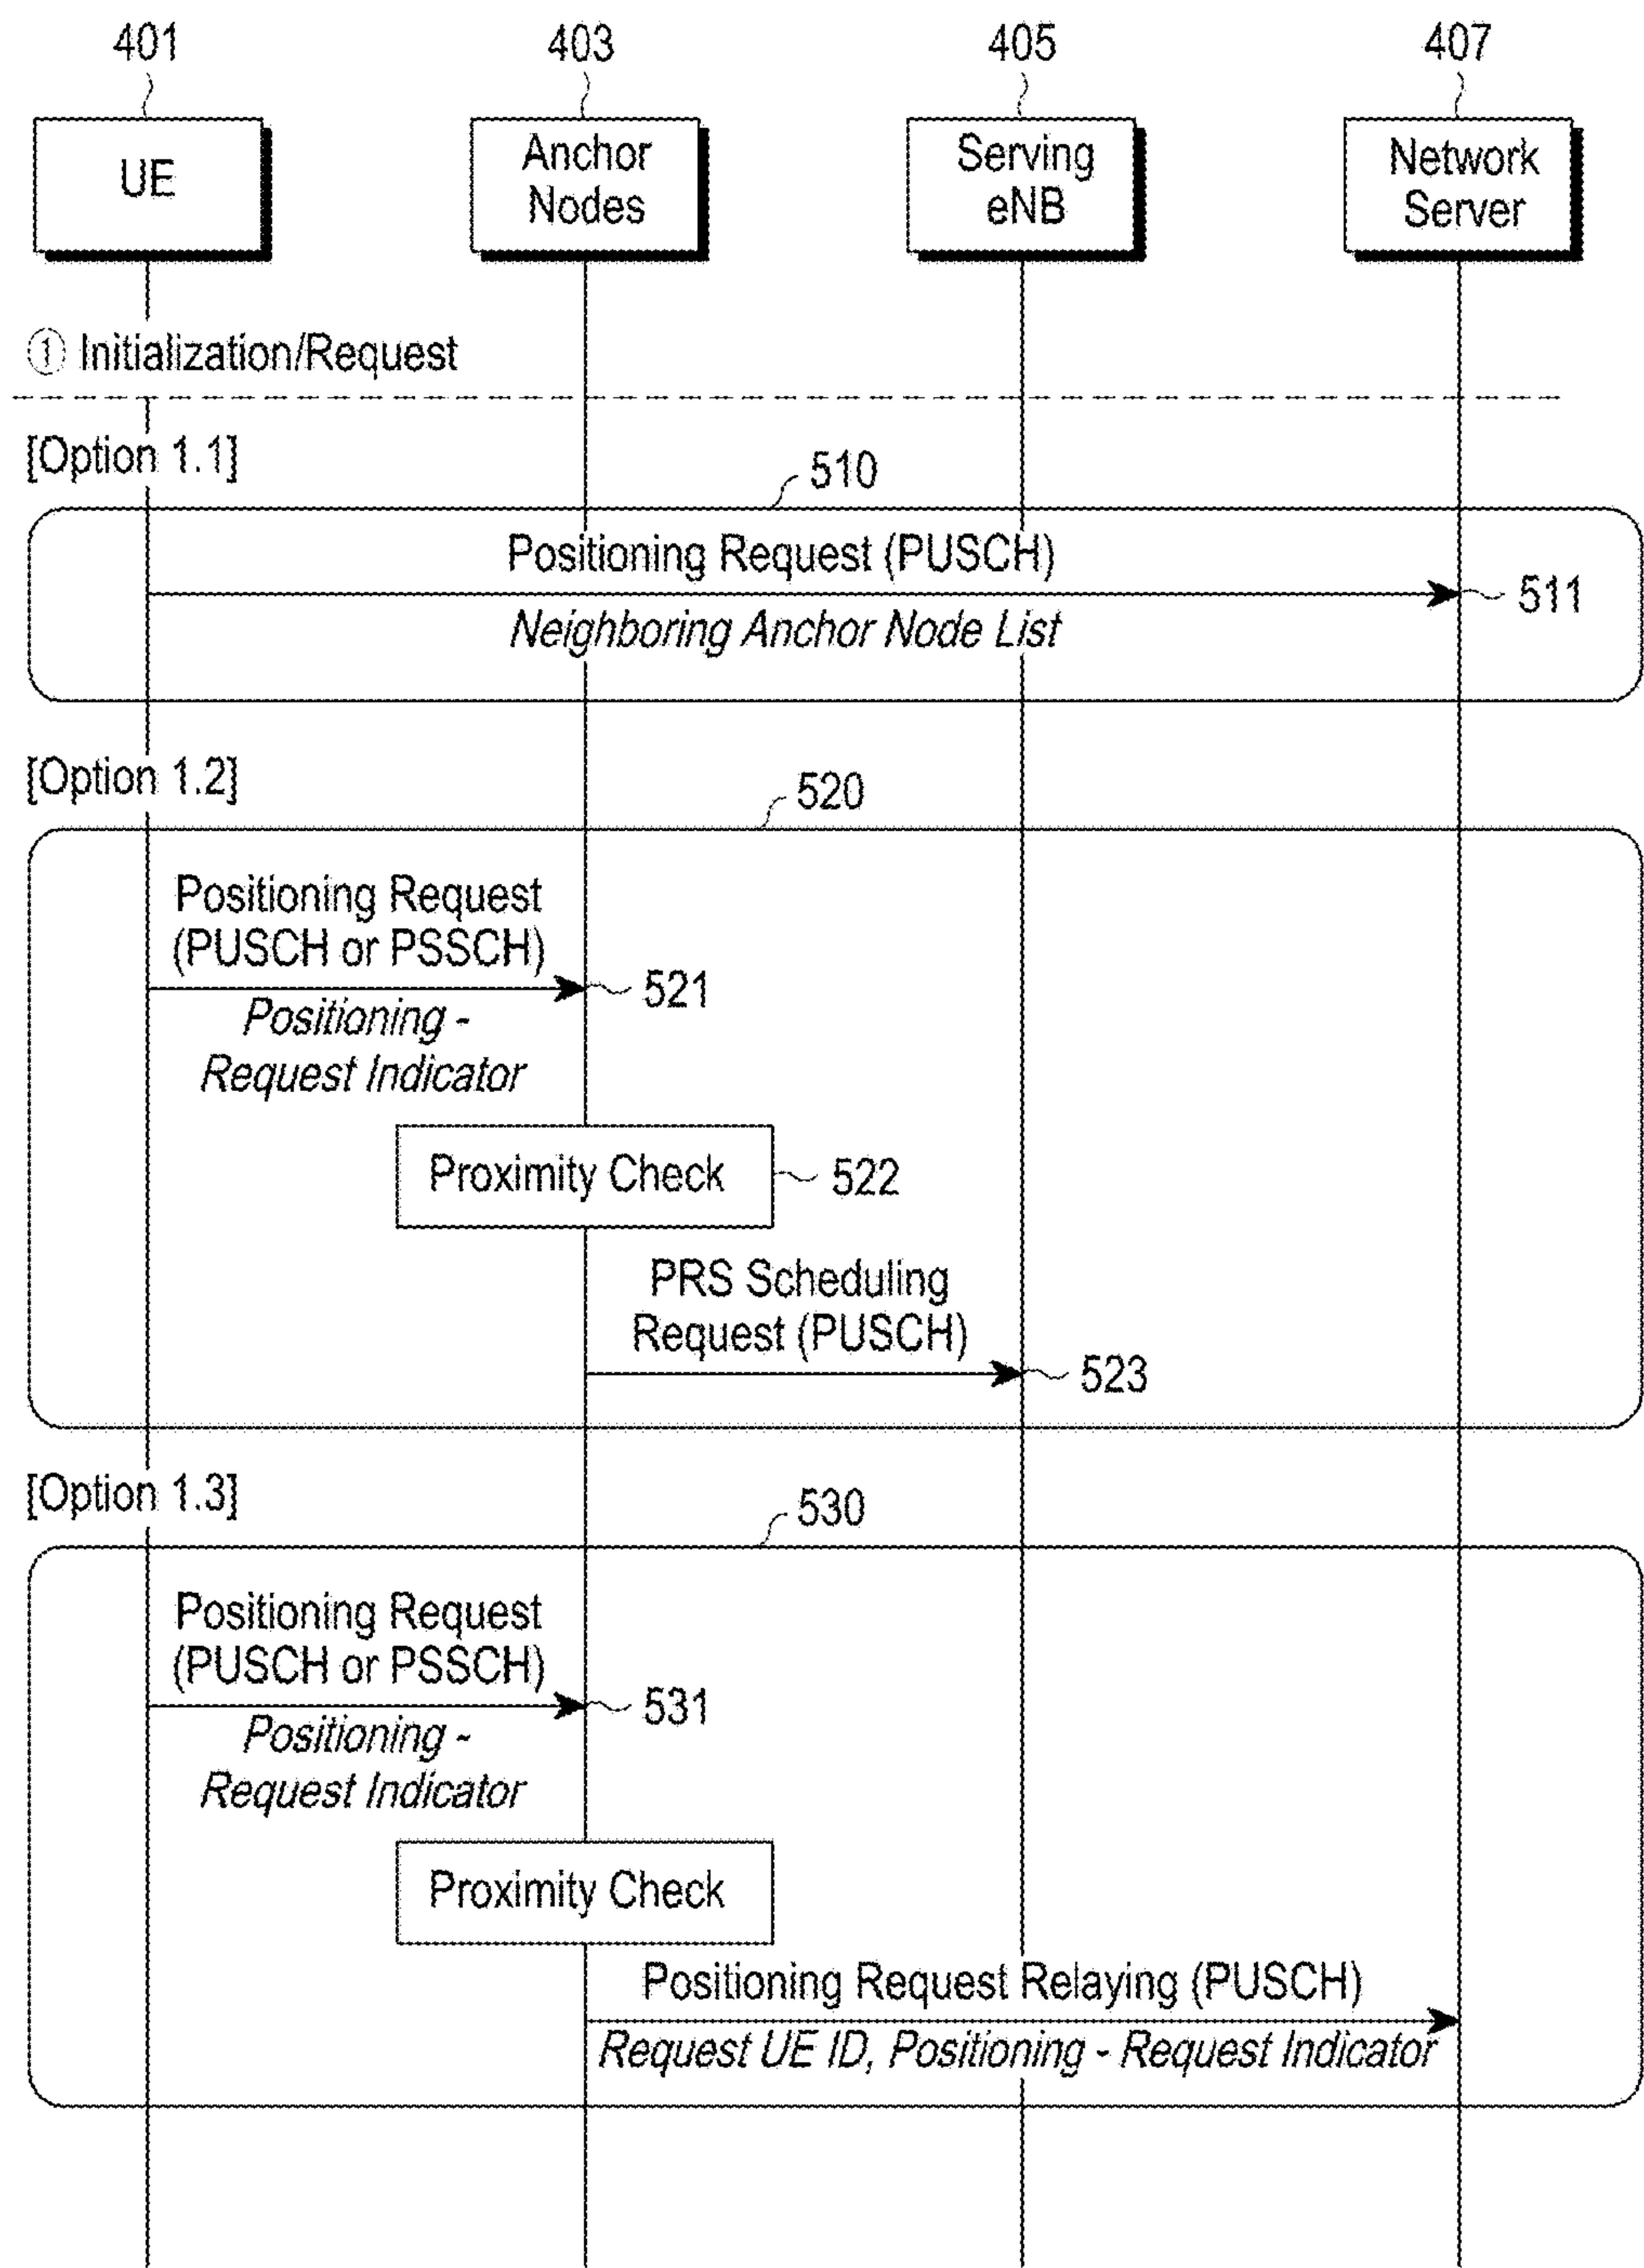 401
403
405
407
UE
Anchor
Nodes
Serving
eNB
Network
Server
① Initialization/Request
[Option 1.1]
510
Positioning Request (PUSCH)
511
Neighboring Anchor Node List
[Option 1.2]
520
Positioning Request
(PUSCH or PSSCH)
521
Positioning -
Request Indicator
Proximity Check
522
PRS Scheduling
Request (PUSCH)
523
[Option 1.3]
530
Positioning Request
(PUSCH or PSSCH)
531
Positioning -
Request Indicator
Proximity Check
Positioning Request Relaying (PUSCH)
Request UE ID, Positioning - Request Indicator